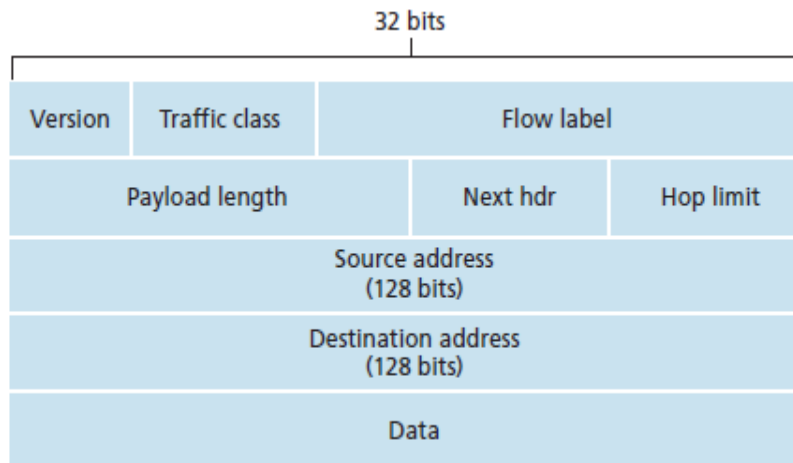 32 bits
Version Traffic class Flow label
Payload length Next hdr Hop limit
Source address
(128 bits)
Destination address
(128 bits)
Data